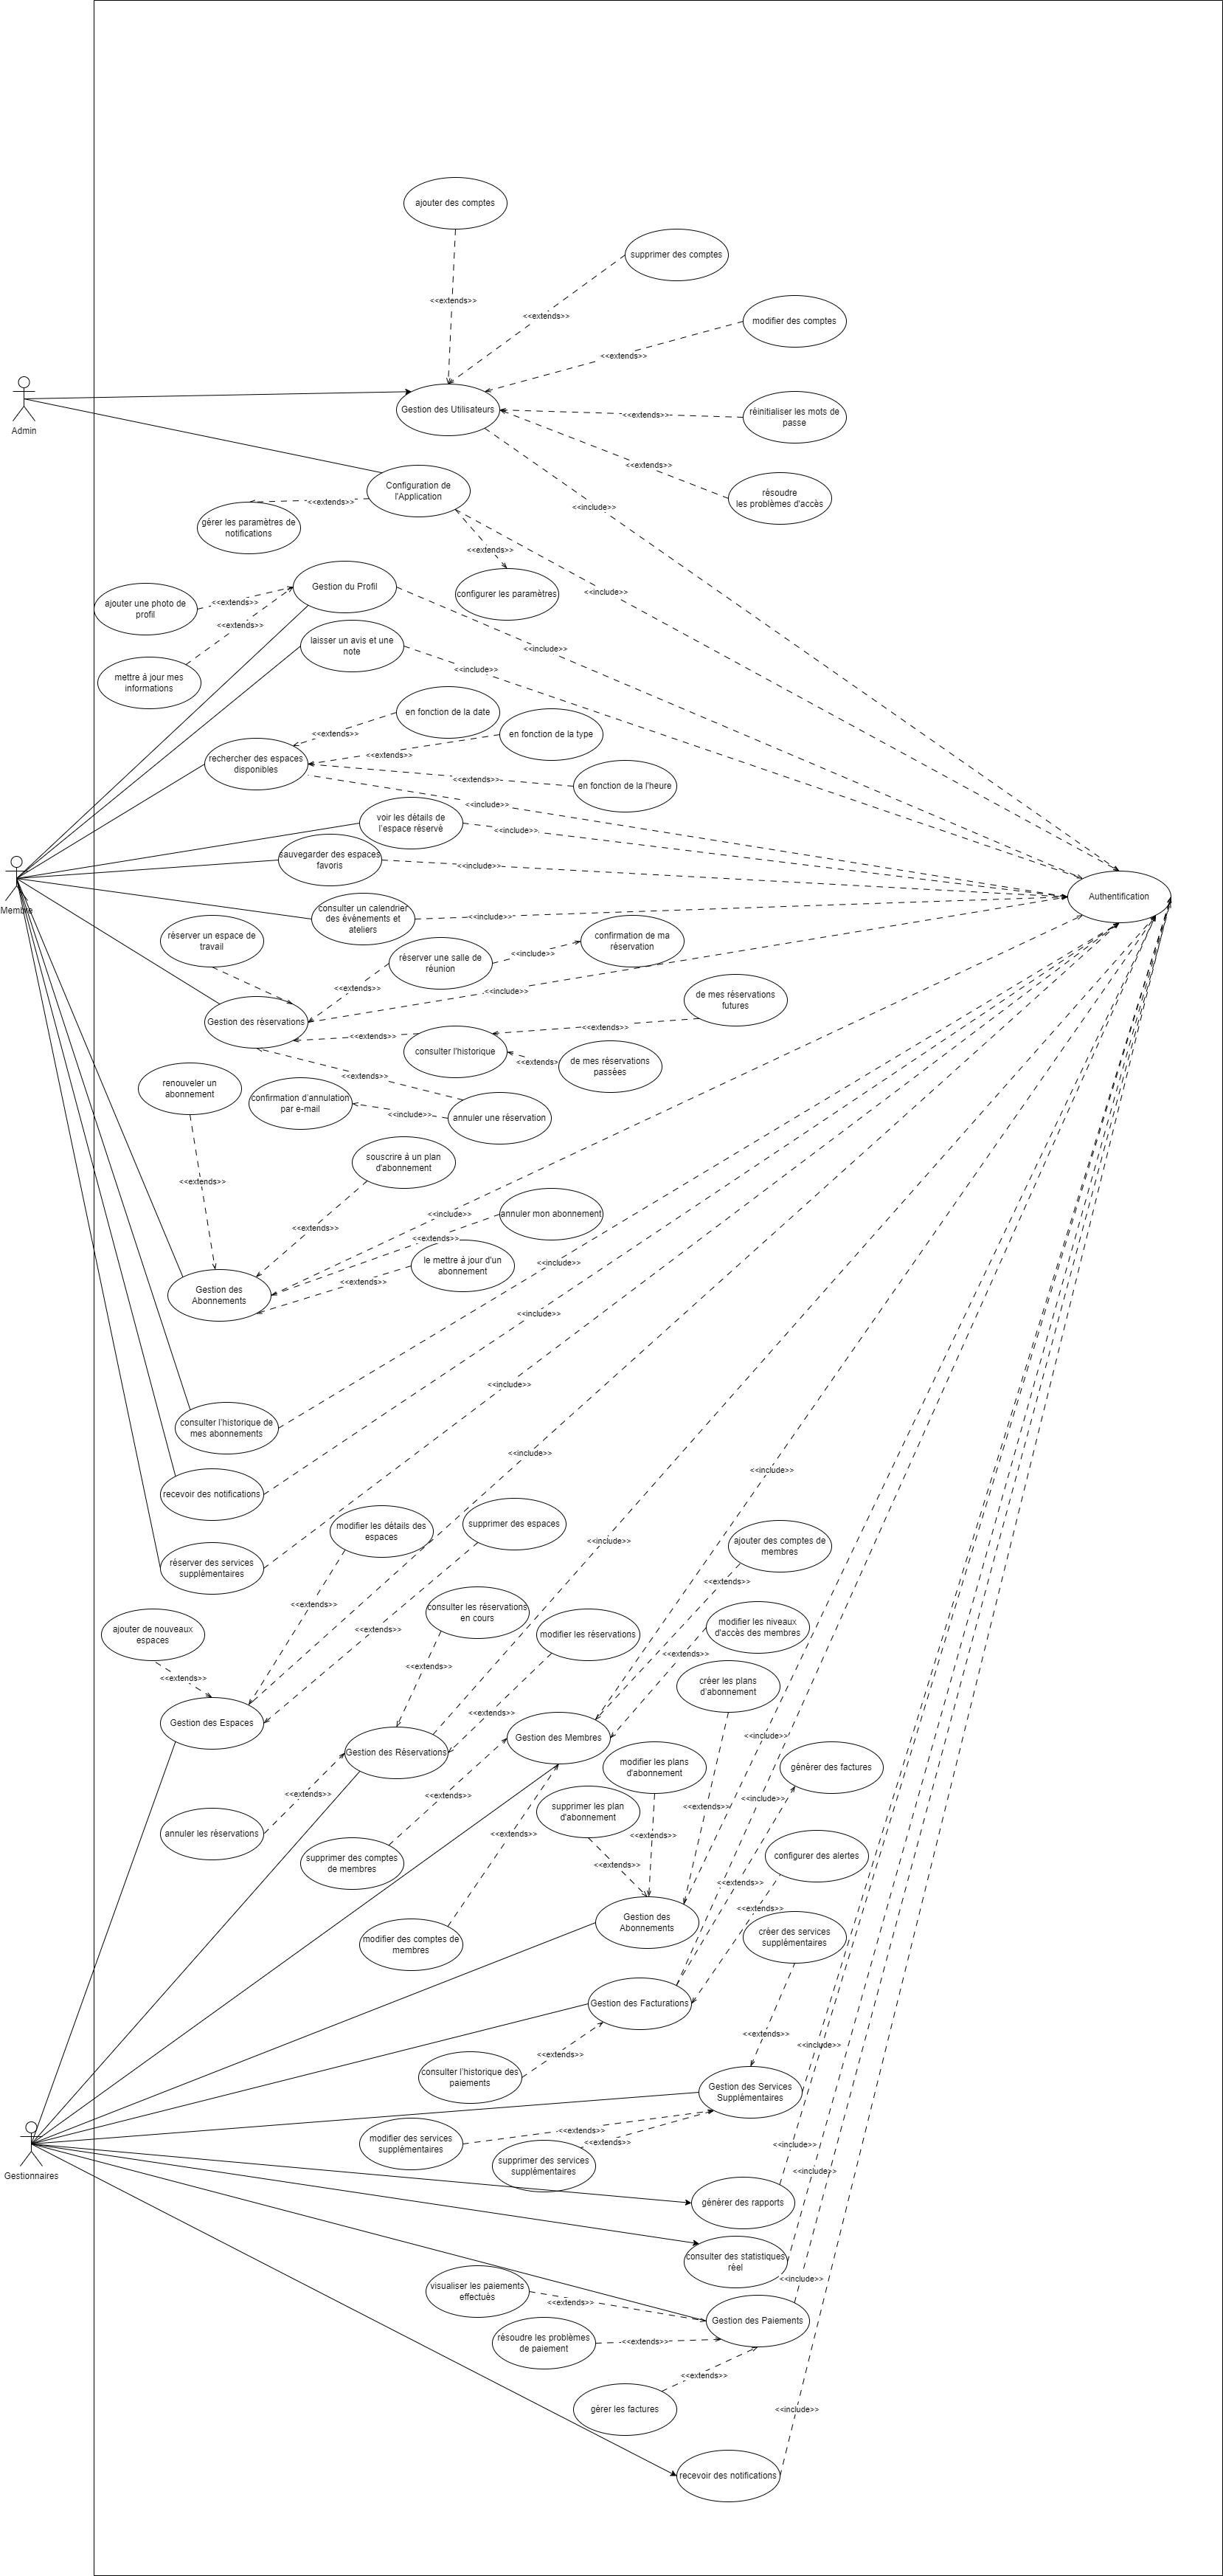 ajouter des comptes
supprimer des comptes
<<extends>>
<<extends>>
modifier des comptes
<<extends>>
Admin
Gestion des Utilisateurs
réinitialiser les mots de
passe
<<extends>>
<<extends>>
Configuration de
l'Application
résoudre
les problèmes d'accès
<<extends>>
<<include>>
gérer les paramètres de
notifications
<<extends>>
Gestion du Profil
configurer les paramètres
<<include>>
ajouter une photo de
profil
<<extends>>
<<extends>>
laisser un avis et une
note
<<include>>
<<include>>
mettre à jour mes
informations
en fonction de la date
<<extends>>
en fonction de la type
rechercher des espaces
disponibles
<<extends>>
<<extends>>
en fonction de la l'heure
<<include>>
voir les détails de
l'espace réservé
<<include>>
sauvegarder des espaces
favoris
<<include>>
Membre
Authentification
consulter un calendrier
des évènements et
ateliers
<<include>>
réserver un espace de
travail
confirmation de ma
réservation
réserver une salle de
réunion
<<include>>
<<extends>>
<<include>>
de mes réservations
futures
Gestion des réservations
<<extends>>
<<extends>>
consulter l'historique
<<extends>>
de mes réservations
passées
<<extends>>
renouveler un
abonnement
confirmation d'annulation
par e-mail
<<include>>
annuler une réservation
souscrire à un plan
d'abonnement
<<extends>>
<<extends>>
<<include>>
annuler mon abonnement
<<extends>>
le mettre à jour d'un
abonnement
<<extends>>
<<include>>
Gestion des
Abonnements
<<include>>
<<include>>
consulter l'historique de
mes abonnements
<<include>>
<<include>>
recevoir des notifications
modifier les détails des
espaces
supprimer des espaces
<<include>>
ajouter des comptes de
membres
réserver des services
supplémentaires
<<extends>>
<<extends>>
consulter les réservations
en cours
ajouter de nouveaux
espaces
<<extends>>
modifier les réservations
modifier les niveaux
d'accès des membres
<<extends>>
<<extends>>
<<extends>>
créer les plans
d'abonnement
<<extends>>
Gestion des Espaces
Gestion des Réservations
Gestion des Membres
<<include>>
modifier les plans
d'abonnement
générer des factures
<<extends>>
<<extends>>
<<include>>
supprimer les plan
d'abonnement
<<extends>>
annuler les réservations
<<extends>>
<<extends>>
supprimer des comptes
de membres
<<extends>>
configurer des alertes
<<extends>>
<<extends>>
Gestion des
Abonnements
créer des services
supplémentaires
modifier des comptes de
membres
Gestion des Facturations
<<extends>>
<<include>>
<<extends>>
consulter l'historique des
paiements
Gestion des Services
Supplémentaires
<<extends>>
modifier des services
supplémentaires
<<extends>>
<<include>>
supprimer des services
supplémentaires
<<include>>
Gestionnaires
générer des rapports
consulter des statistiques
réel
<<include>>
visualiser les paiements
effectués
<<extends>>
Gestion des Paiements
résoudre les problèmes
de paiement
<<extends>>
<<extends>>
gérer les factures
<<include>>
recevoir des notifications